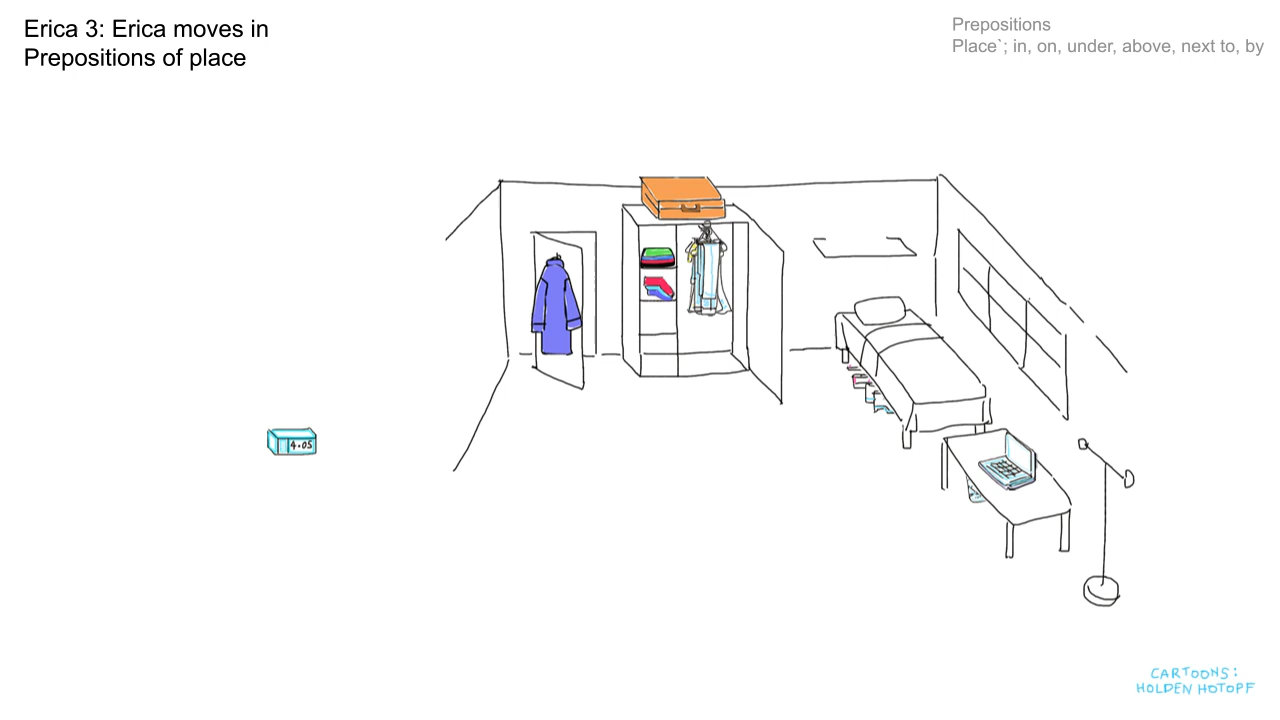 Erica 3: Erica moves in
Prepositions of place
Prepositions
Place`; in, on, under, above, next to, by
4.05
CARTOONS:
HOLDEN HOTOPF